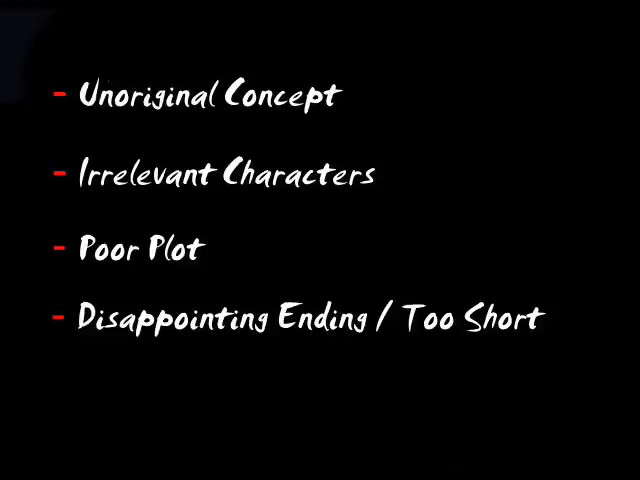 - Unoriginal Concept
- Irrelevant Characters
- Poor Plot
- Disappointing Ending / Too Short